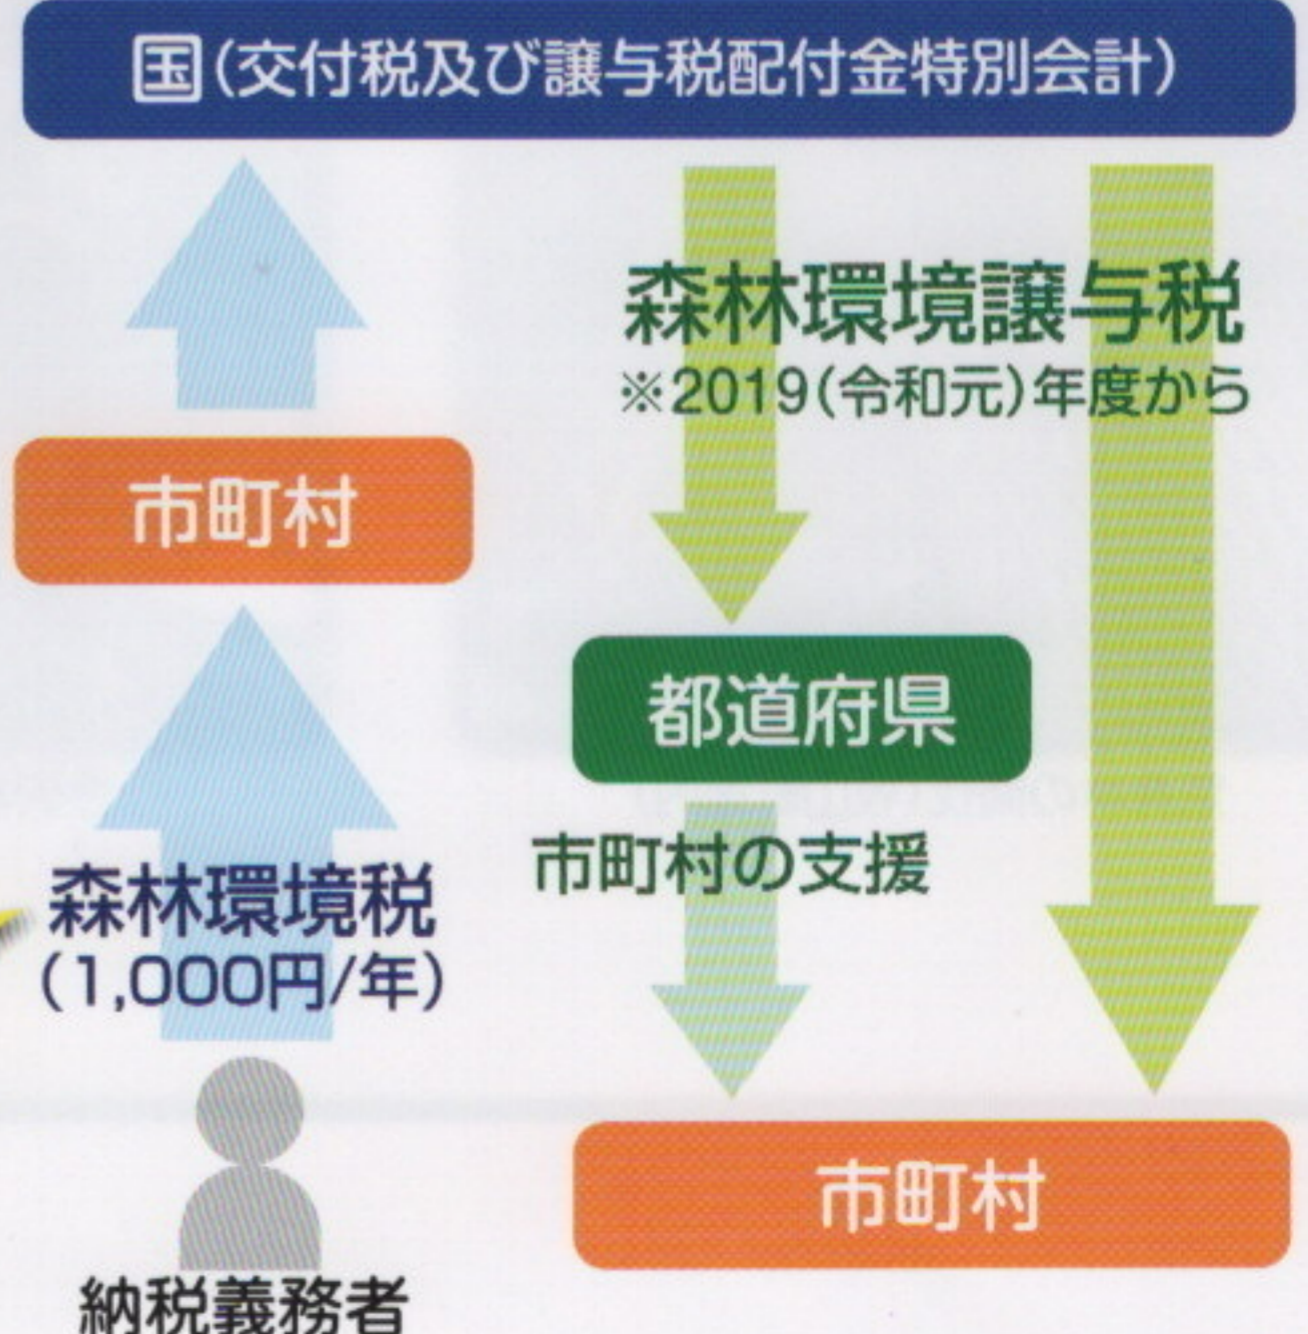 国(交付税及び譲与税配付金特別会計)
森林環境譲与税
※2019(令和元)年度から
市町村
都道府県
市町村の支援
森林環境税
(1,000円/年)
市町村
納税義務者